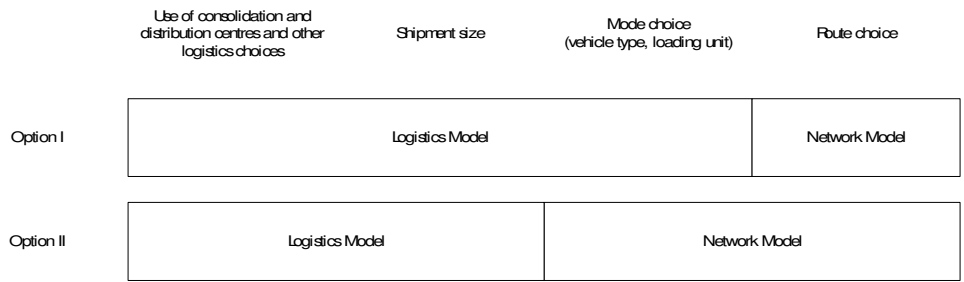 Use of consolidation and
distribution centres and other
logistics choices
Shipment size
Mode choice
(vehicle type, loading unit)
Route choice
Option I
Logistics Model
Network Model
Option II
Logistics Model
Network Model